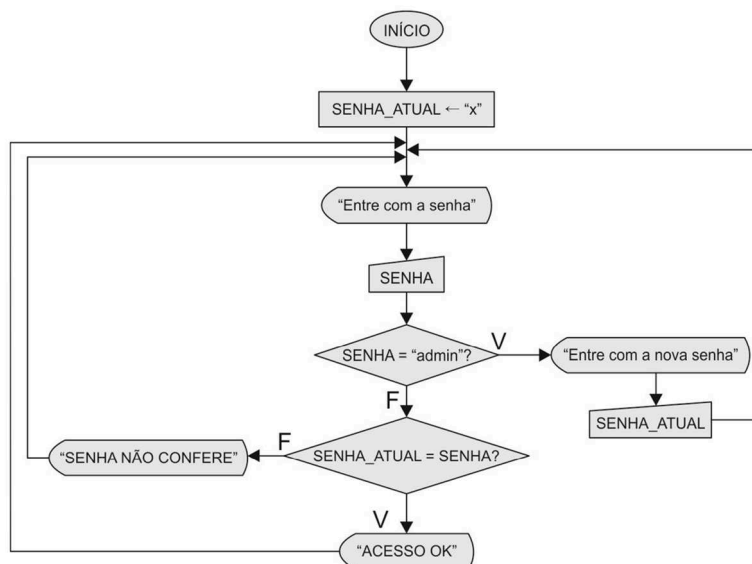 INÍCIO
SENHA_ATUAL ← “x”
“Entre com a senha”
SENHA
SENHA = “admin”?
V
“Entre com a nova senha”
F
SENHA_ATUAL
SENHA_ATUAL = SENHA?
F
“SENHA NÃO CONFERE”
V
“ACESSO OK”